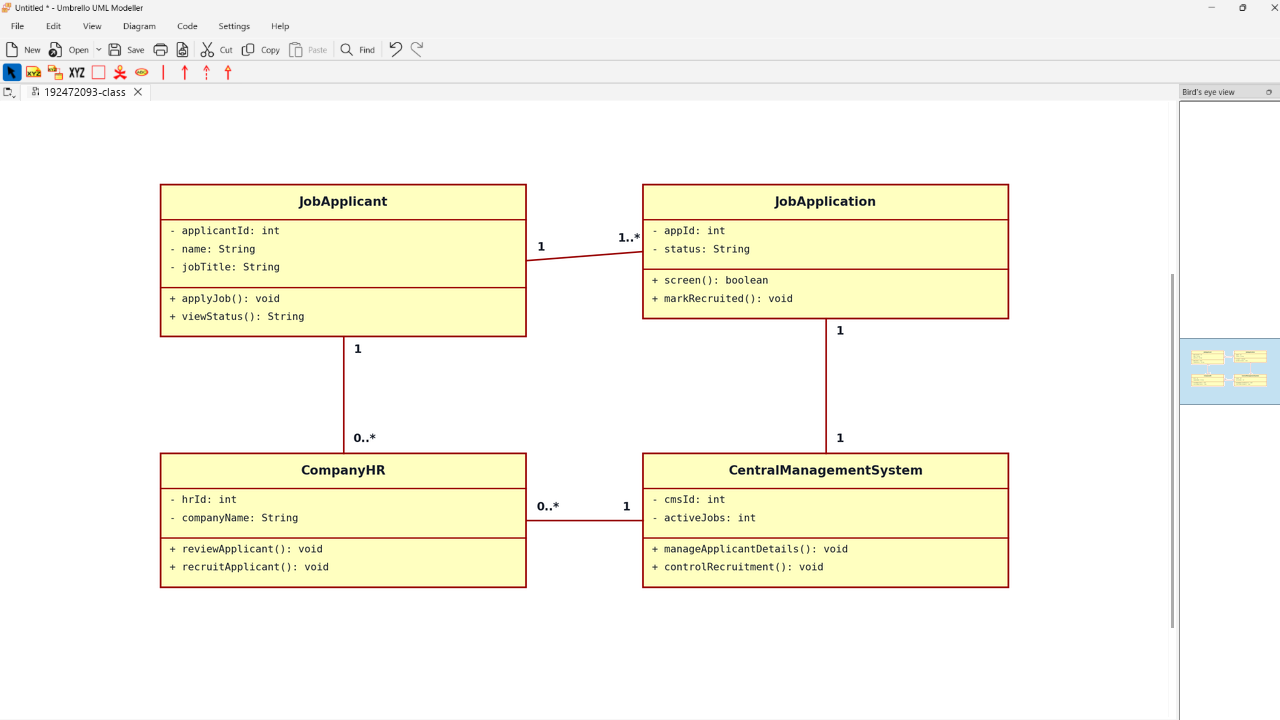 Untitled * - Umbrello UML Modeller
File Edit View Diagram Code Settings Help
New Open Save Cut Copy Paste Find
XYZ XYZ
192472093-class
Bird's eye view
JobApplicant
- applicantId: int
- name: String
- jobTitle: String
+ applyJob(): void
+ viewStatus(): String
1
1..*
JobApplication
- appId: int
- status: String
+ screen(): boolean
+ markRecruited(): void
1
0..*
1
1
CompanyHR
- hrId: int
- companyName: String
+ reviewApplicant(): void
+ recruitApplicant(): void
0..*
1
CentralManagementSystem
- cmsId: int
- activeJobs: int
+ manageApplicantDetails(): void
+ controlRecruitment(): void